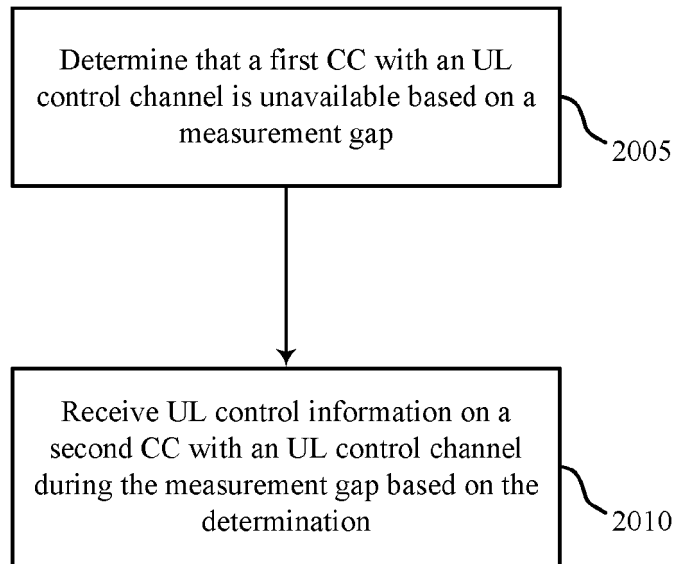 Determine that a first CC with an UL
control channel is unavailable based on a
measurement gap
2005
Receive UL control information on a
second CC with an UL control channel
during the measurement gap based on the
determination
2010